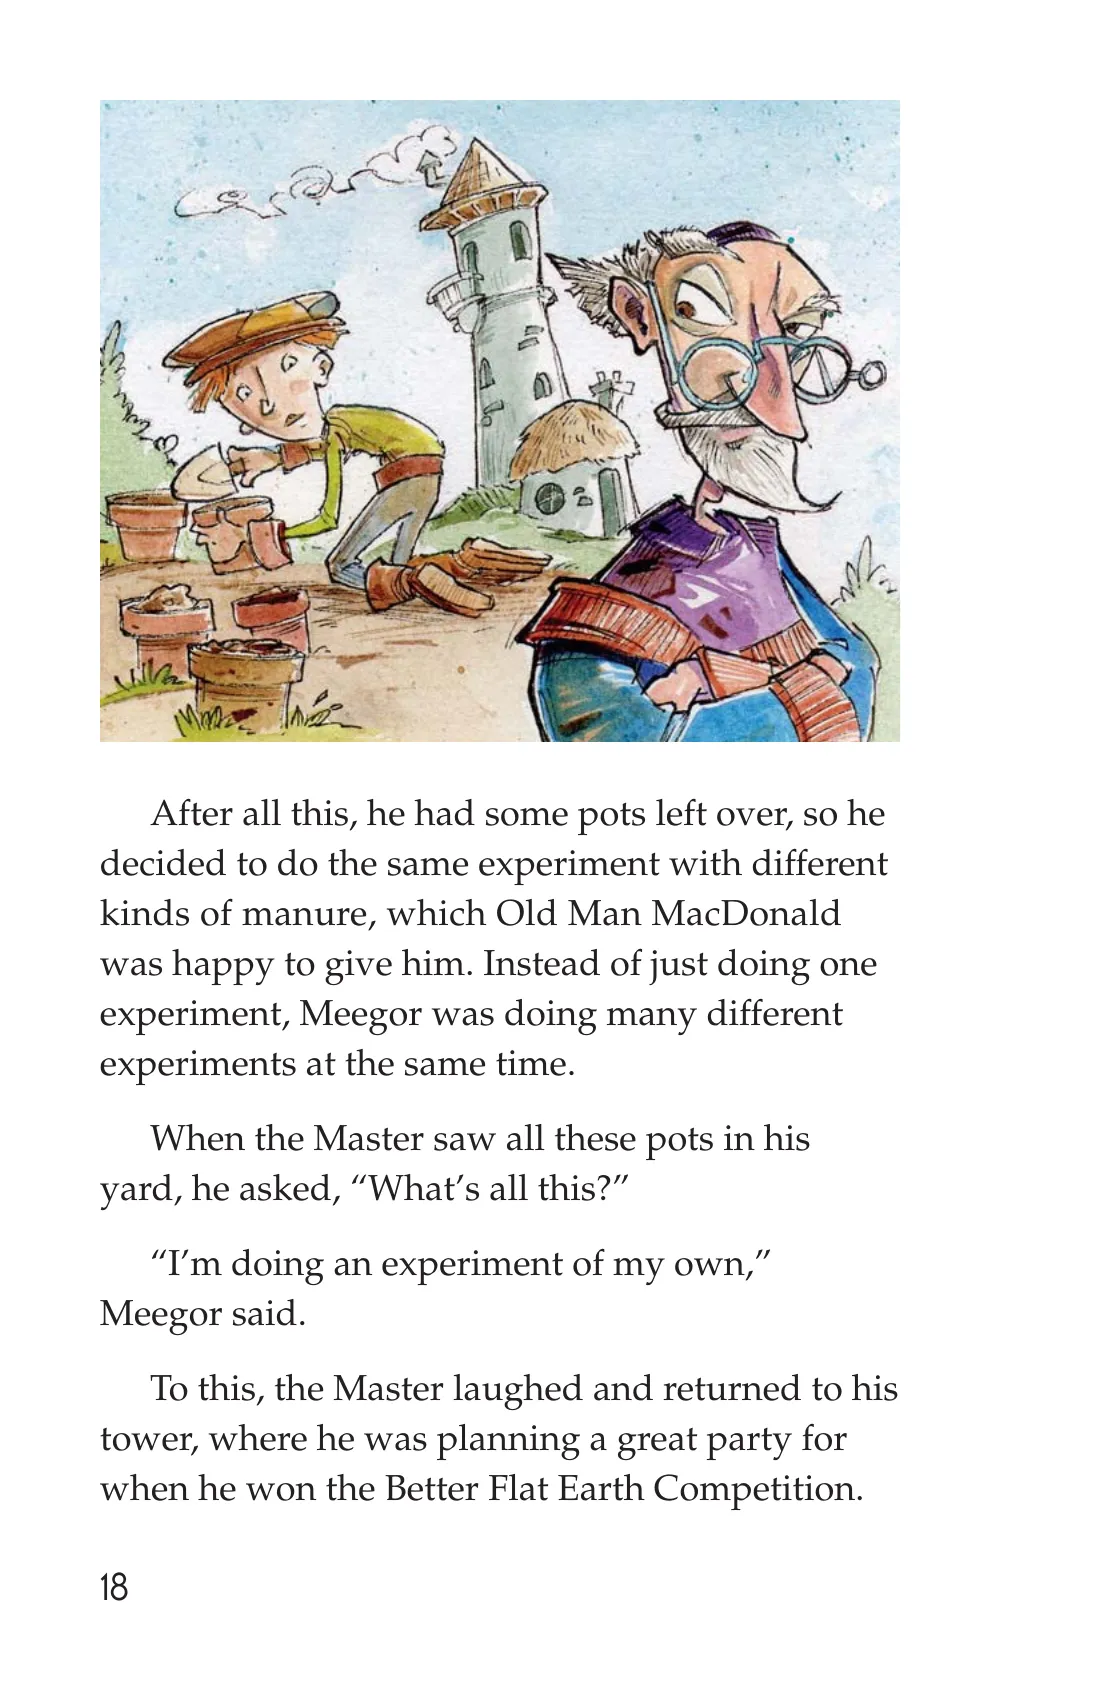 After all this, he had some pots left over, so he
decided to do the same experiment with different
kinds of manure, which Old Man MacDonald
was happy to give him. Instead of just doing one
experiment, Meegor was doing many different
experiments at the same time.
When the Master saw all these pots in his
yard, he asked, “What’s all this?”
“I’m doing an experiment of my own,”
Meegor said.
To this, the Master laughed and returned to his
tower, where he was planning a great party for
when he won the Better Flat Earth Competition.
18